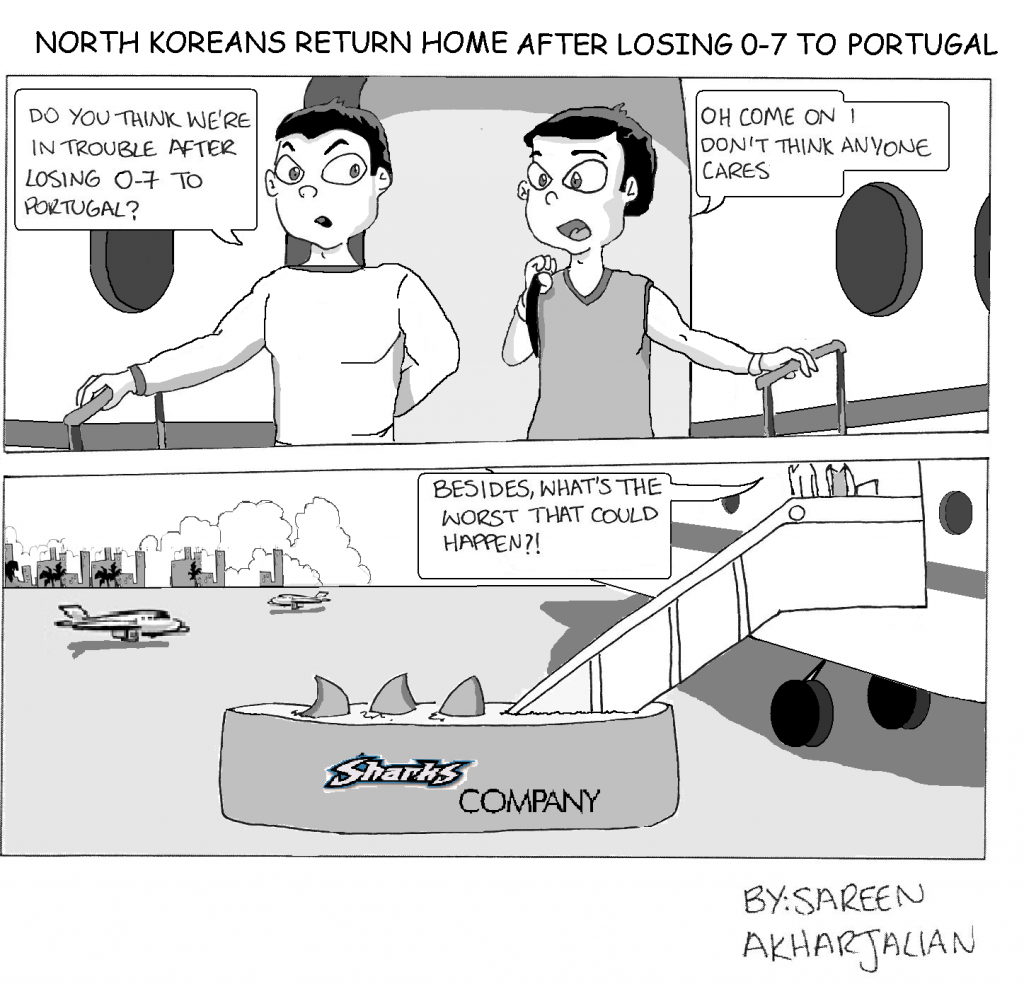 NORTH KOREANS RETURN HOME AFTER LOSING 0-7 TO PORTUGAL
DO YOU THINK WE'RE
IN TROUBLE AFTER
LOSING 0-7 TO
PORTUGAL?
OH COME ON I
DON'T THINK ANYONE
CARES
BESIDES, WHAT'S THE
WORST THAT COULD
HAPPEN?!
Sharks
COMPANY
BY: SAREEN
AKHARJALIAN